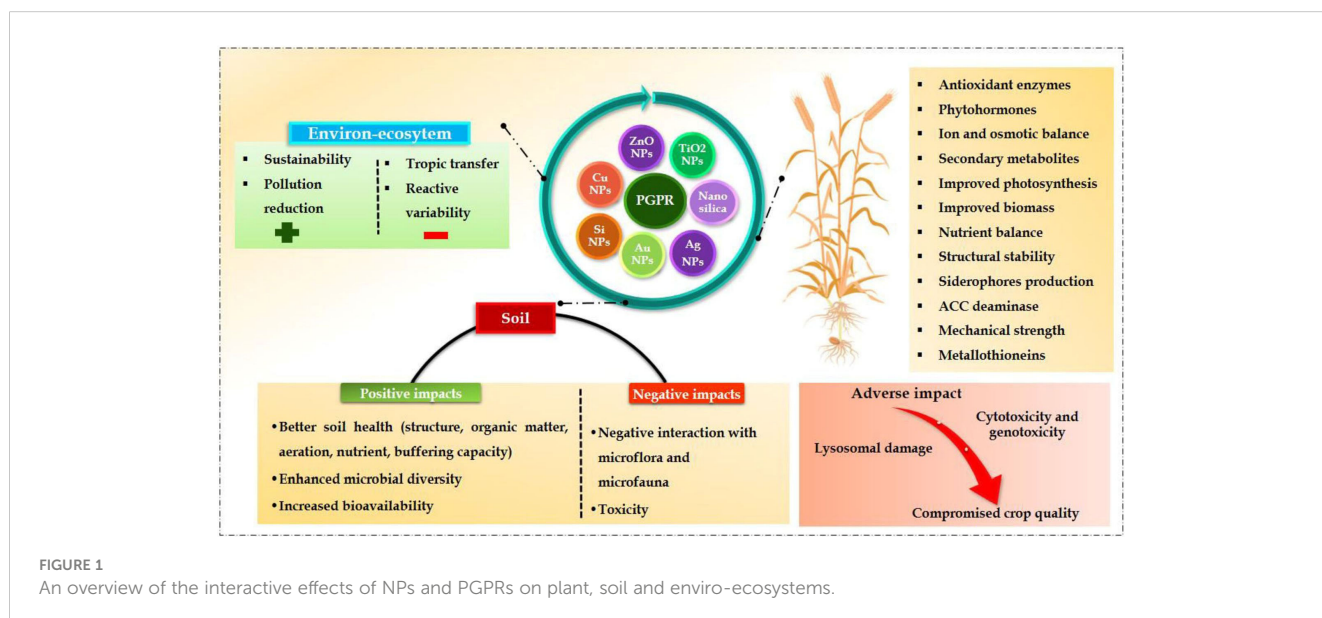 Environ-ecosytem
▪ Sustainability
▪ Pollution
reduction
▪ Tropic transfer
▪ Reactive
variability
ZnO
NPs
TiO2
NPs
Cu
NPs
PGPR
Nano
silica
Si
NPs
Au
NPs
Ag
NPs
▪ Antioxidant enzymes
▪ Phytohormones
▪ Ion and osmotic balance
▪ Secondary metabolites
▪ Improved photosynthesis
▪ Improved biomass
▪ Nutrient balance
▪ Structural stability
▪ Siderophores production
▪ ACC deaminase
▪ Mechanical strength
▪ Metallothioneins
Soil
Positive impacts
•Better soil health (structure, organic matter,
aeration, nutrient, buffering capacity)
•Enhanced microbial diversity
•Increased bioavailability
Negative impacts
•Negative interaction with
microflora and
microfauna
•Toxicity
Adverse impact
Cytotoxicity and
genotoxicity
Lysosomal damage
Compromised crop quality
FIGURE 1
An overview of the interactive effects of NPs and PGPRs on plant, soil and enviro-ecosystems.